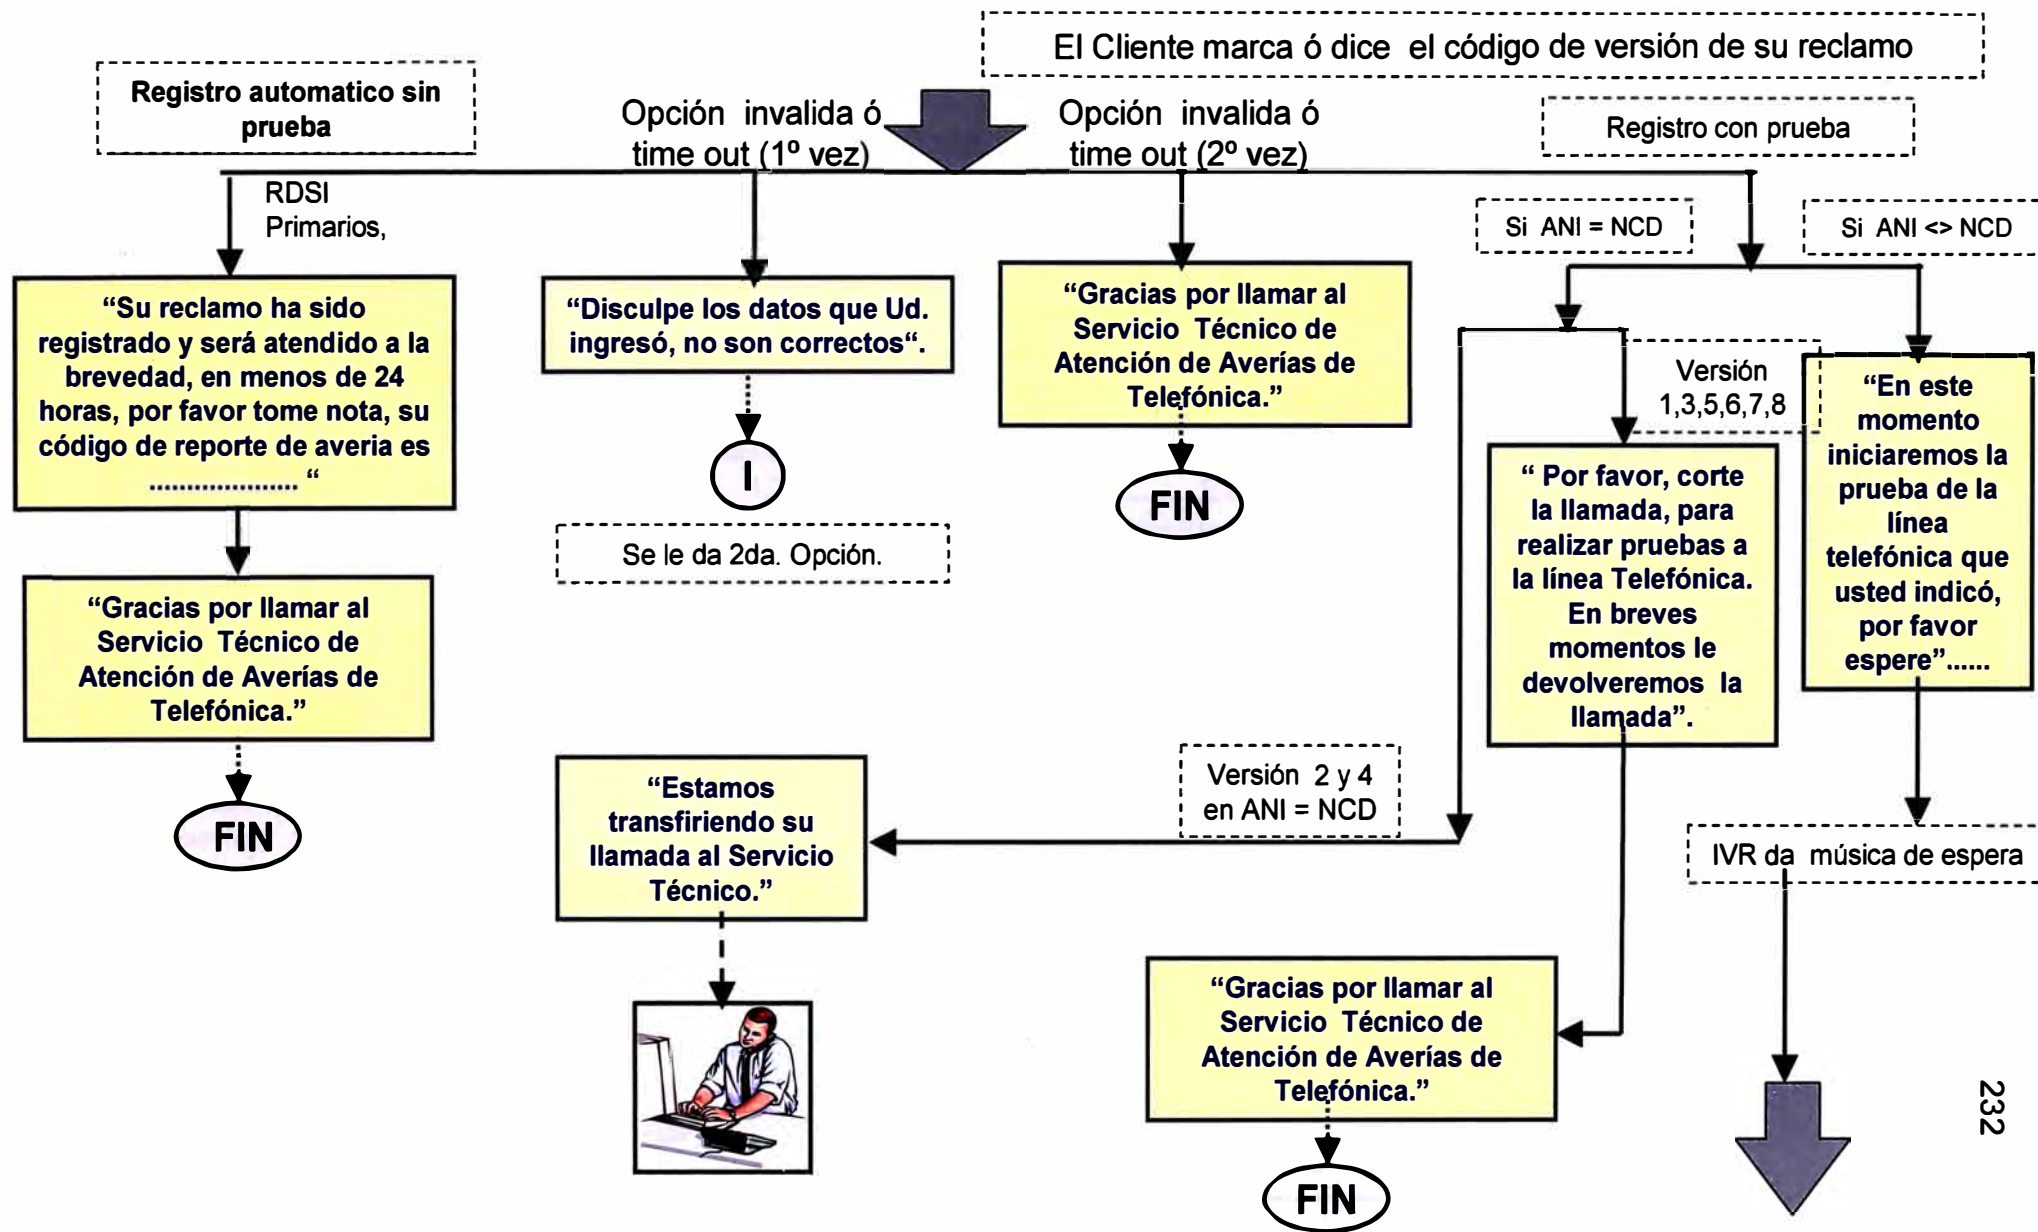 El Cliente marca ó dice el código de versión de su reclamo
Registro automatico sin
prueba
Opción invalida ó
time out (1º vez)
Opción invalida ó
time out (2º vez)
Registro con prueba
RDSI
Primarios,
Si ANI = NCD
Si ANI <> NCD
“Su reclamo ha sido
registrado y será atendido a la
brevedad, en menos de 24
horas, por favor tome nota, su
código de reporte de averia es
.................... “
“Disculpe los datos que Ud.
ingresó, no son correctos“.
“Gracias por llamar al
Servicio Técnico de
Atención de Averías de
Telefónica.”
Versión
1,3,5,6,7,8
“En este
momento
iniciaremos la
prueba de la
línea
telefónica que
usted indicó,
por favor
espere”......
“ Por favor, corte
la llamada, para
realizar pruebas a
la línea Telefónica.
En breves
momentos le
devolveremos la
llamada”.
I
FIN
Se le da 2da. Opción.
“Gracias por llamar al
Servicio Técnico de
Atención de Averías de
Telefónica.”
FIN
“Estamos
transfiriendo su
llamada al Servicio
Técnico.”
Versión 2 y 4
en ANI = NCD
IVR da música de espera
“Gracias por llamar al
Servicio Técnico de
Atención de Averías de
Telefónica.”
FIN
232